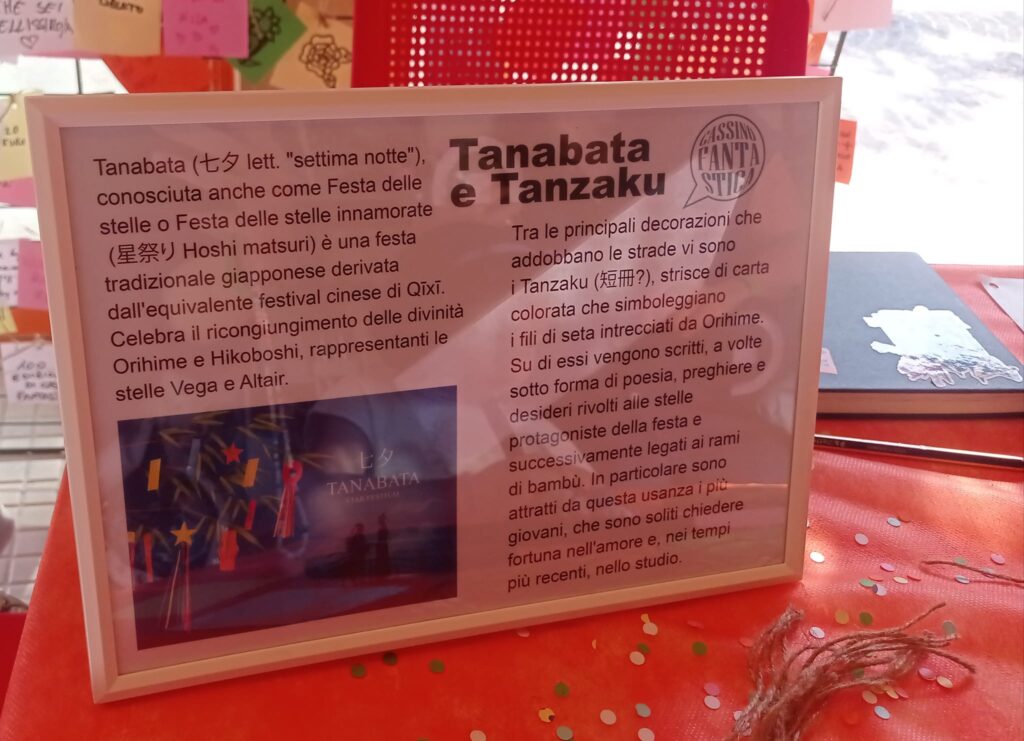 HE SEI
BELLISSIMO/A
Tanabata
e Tanzaku
CASSINO
FANTA
STICA
Tanabata (七夕 lett. "settima notte"),
conosciuta anche come Festa delle
stelle o Festa delle stelle innamorate
(星祭り Hoshi matsuri) è una festa
tradizionale giapponese derivata
dall'equivalente festival cinese di Qīxī.
Celebra il ricongiungimento delle divinità
Orihime e Hikoboshi, rappresentanti le
stelle Vega e Altair.
七夕
TANABATA
STAR FESTIVAL
Tra le principali decorazioni che
addobbano le strade vi sono
i Tanzaku (短冊?), strisce di carta
colorata che simboleggiano
i fili di seta intrecciati da Orihime.
Su di essi vengono scritti, a volte
sotto forma di poesia, preghiere e
desideri rivolti alle stelle
protagoniste della festa e
successivamente legati ai rami
di bambù. In particolare sono
attratti da questa usanza i più
giovani, che sono soliti chiedere
fortuna nell'amore e, nei tempi
più recenti, nello studio.